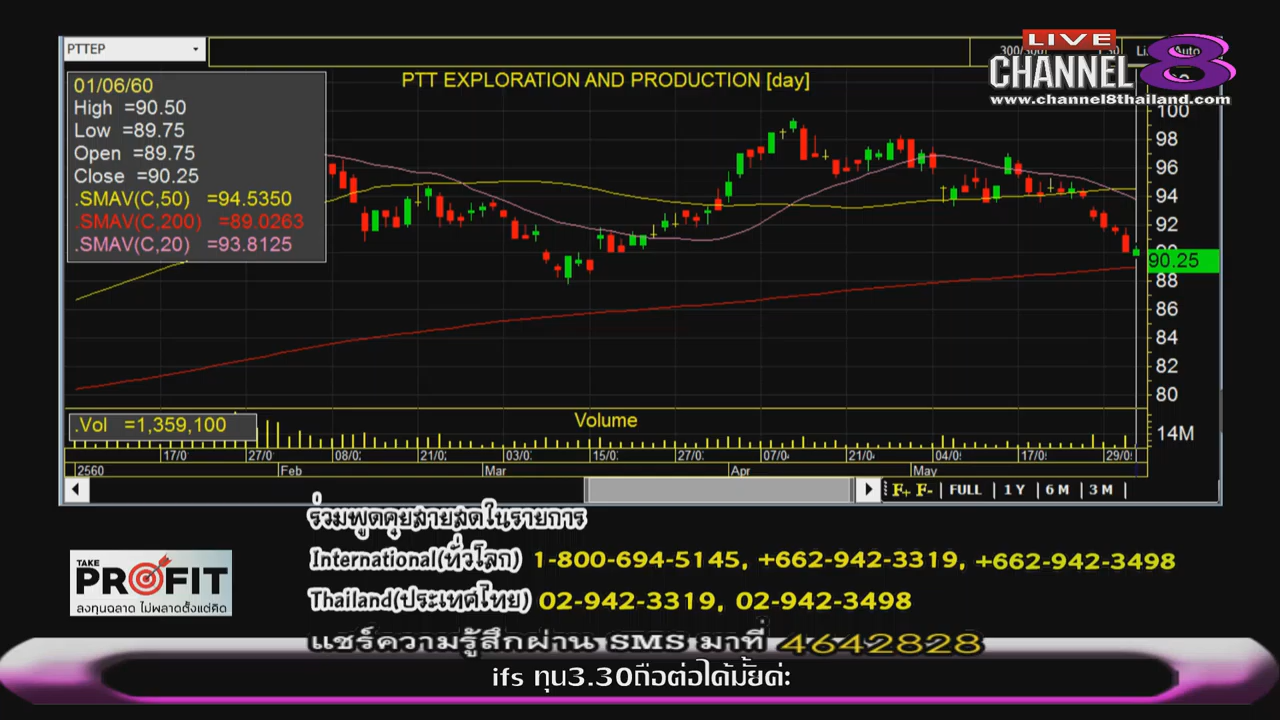 PTTEP
LIVE
CHANNEL 8
www.channel8thailand.com
PTT EXPLORATION AND PRODUCTION [day]
01/06/60
High =90.50
Low =89.75
Open =89.75
Close =90.25
.SMAV(C,50) =94.5350
.SMAV(C,200) =89.0263
.SMAV(C,20) =93.8125
100
98
96
94
92
90
90.25
88
86
84
82
80
.Vol =1,359,100
Volume
14M
17/0 27/0 08/0 21/0 03/0 15/0 27/0 07/0 21/0 04/0 17/0 29/0
2560 Feb Mar Apr May
F+ F- FULL 1 Y 6 M 3 M
ร่วมพูดคุยสายสดในรายการ
International(ทั่วโลก) 1-800-694-5145, +662-942-3319, +662-942-3498
TAKE
PROFIT
ลงทุนฉลาด ไม่พลาดตั้งแต่คิด
Thailand(ประเทศไทย) 02-942-3319, 02-942-3498
แชร์ความรู้สึกผ่าน SMS มาที่ 4642828
ifs ทุน3.30ถือต่อได้มั้ยค่ะ